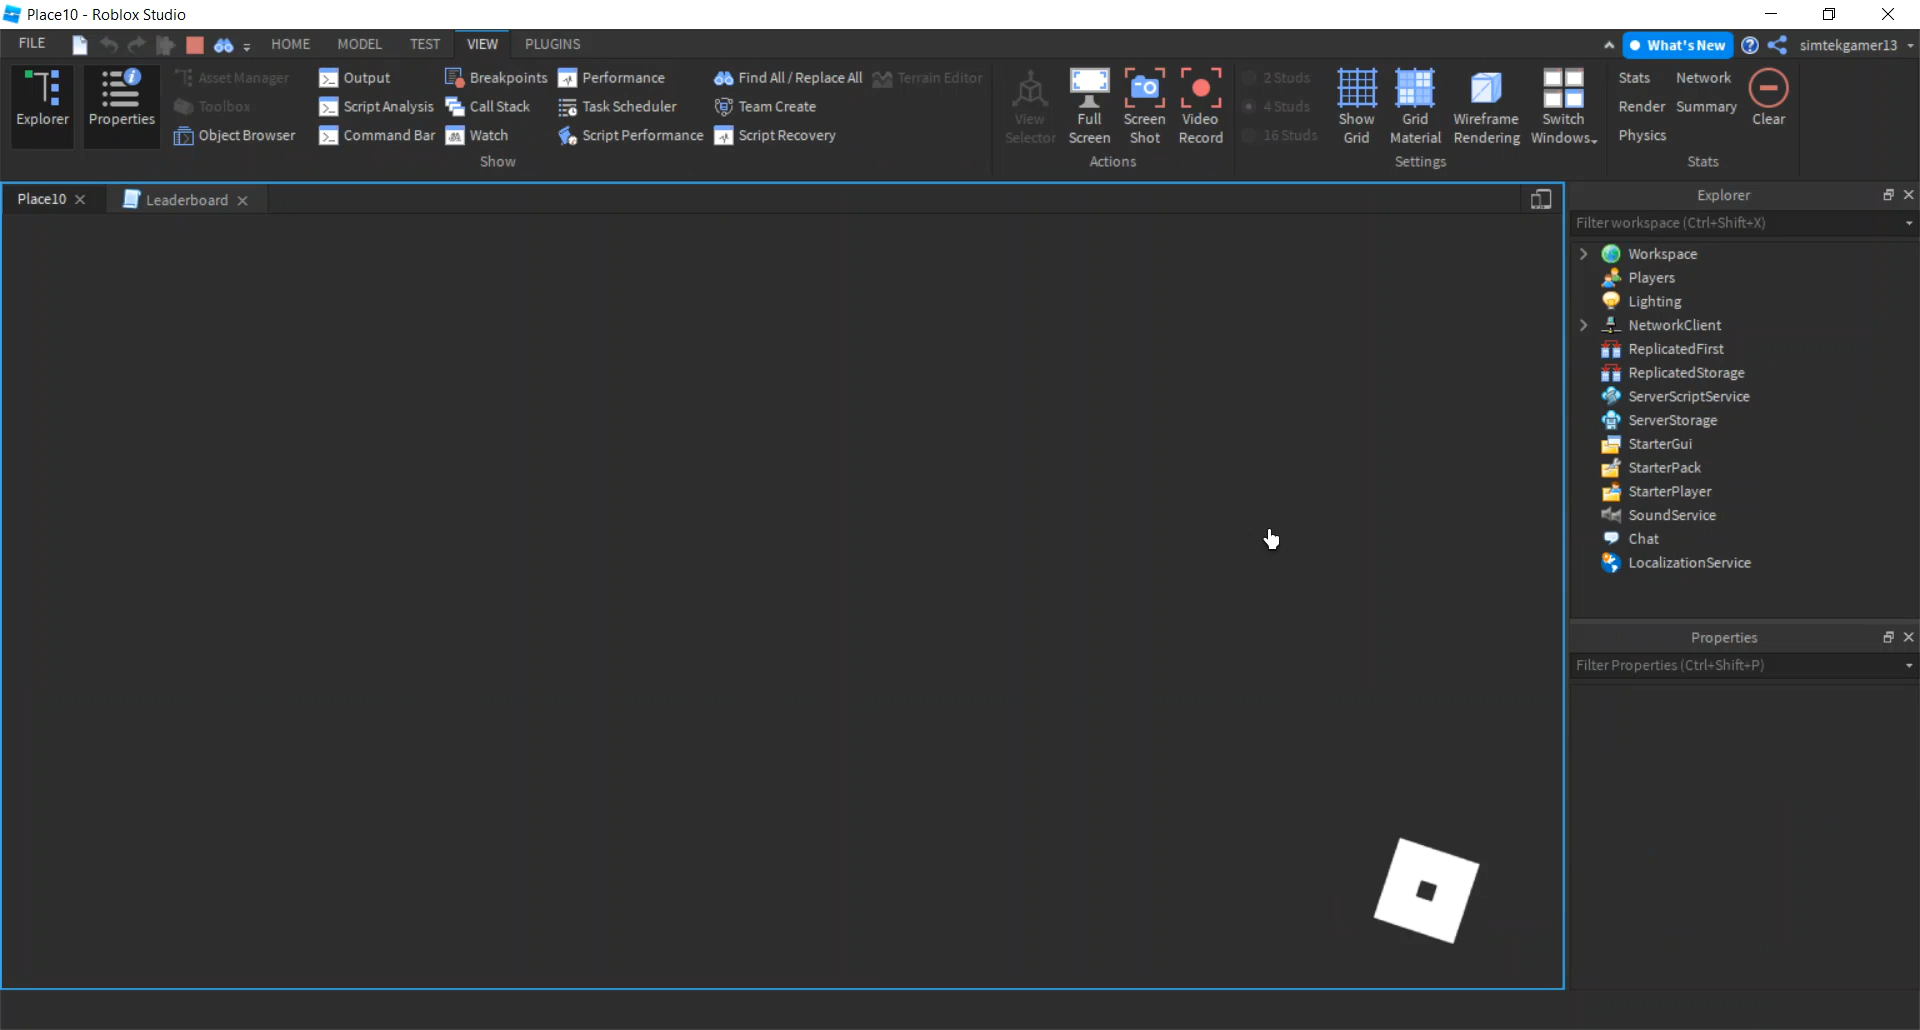 Place10 - Roblox Studio
FILE HOME MODEL TEST VIEW PLUGINS What's New simtekgamer13
Explorer
Properties
Asset Manager
Toolbox
Object Browser
Output
Script Analysis
Command Bar
Breakpoints
Call Stack
Watch
Performance
Task Scheduler
Script Performance
Find All / Replace All
Team Create
Script Recovery
Terrain Editor
Show
View
Selector
Full
Screen
Screen
Shot
Video
Record
Actions
2 Studs
4 Studs
16 Studs
Show
Grid
Grid
Material
Wireframe
Rendering
Switch
Windows
Settings
Stats
Network
Render
Summary
Physics
Clear
Stats
Place10
Leaderboard
Explorer
Filter workspace (Ctrl+Shift+X)
Workspace
Players
Lighting
NetworkClient
ReplicatedFirst
ReplicatedStorage
ServerScriptService
ServerStorage
StarterGui
StarterPack
StarterPlayer
SoundService
Chat
LocalizationService
Properties
Filter Properties (Ctrl+Shift+P)